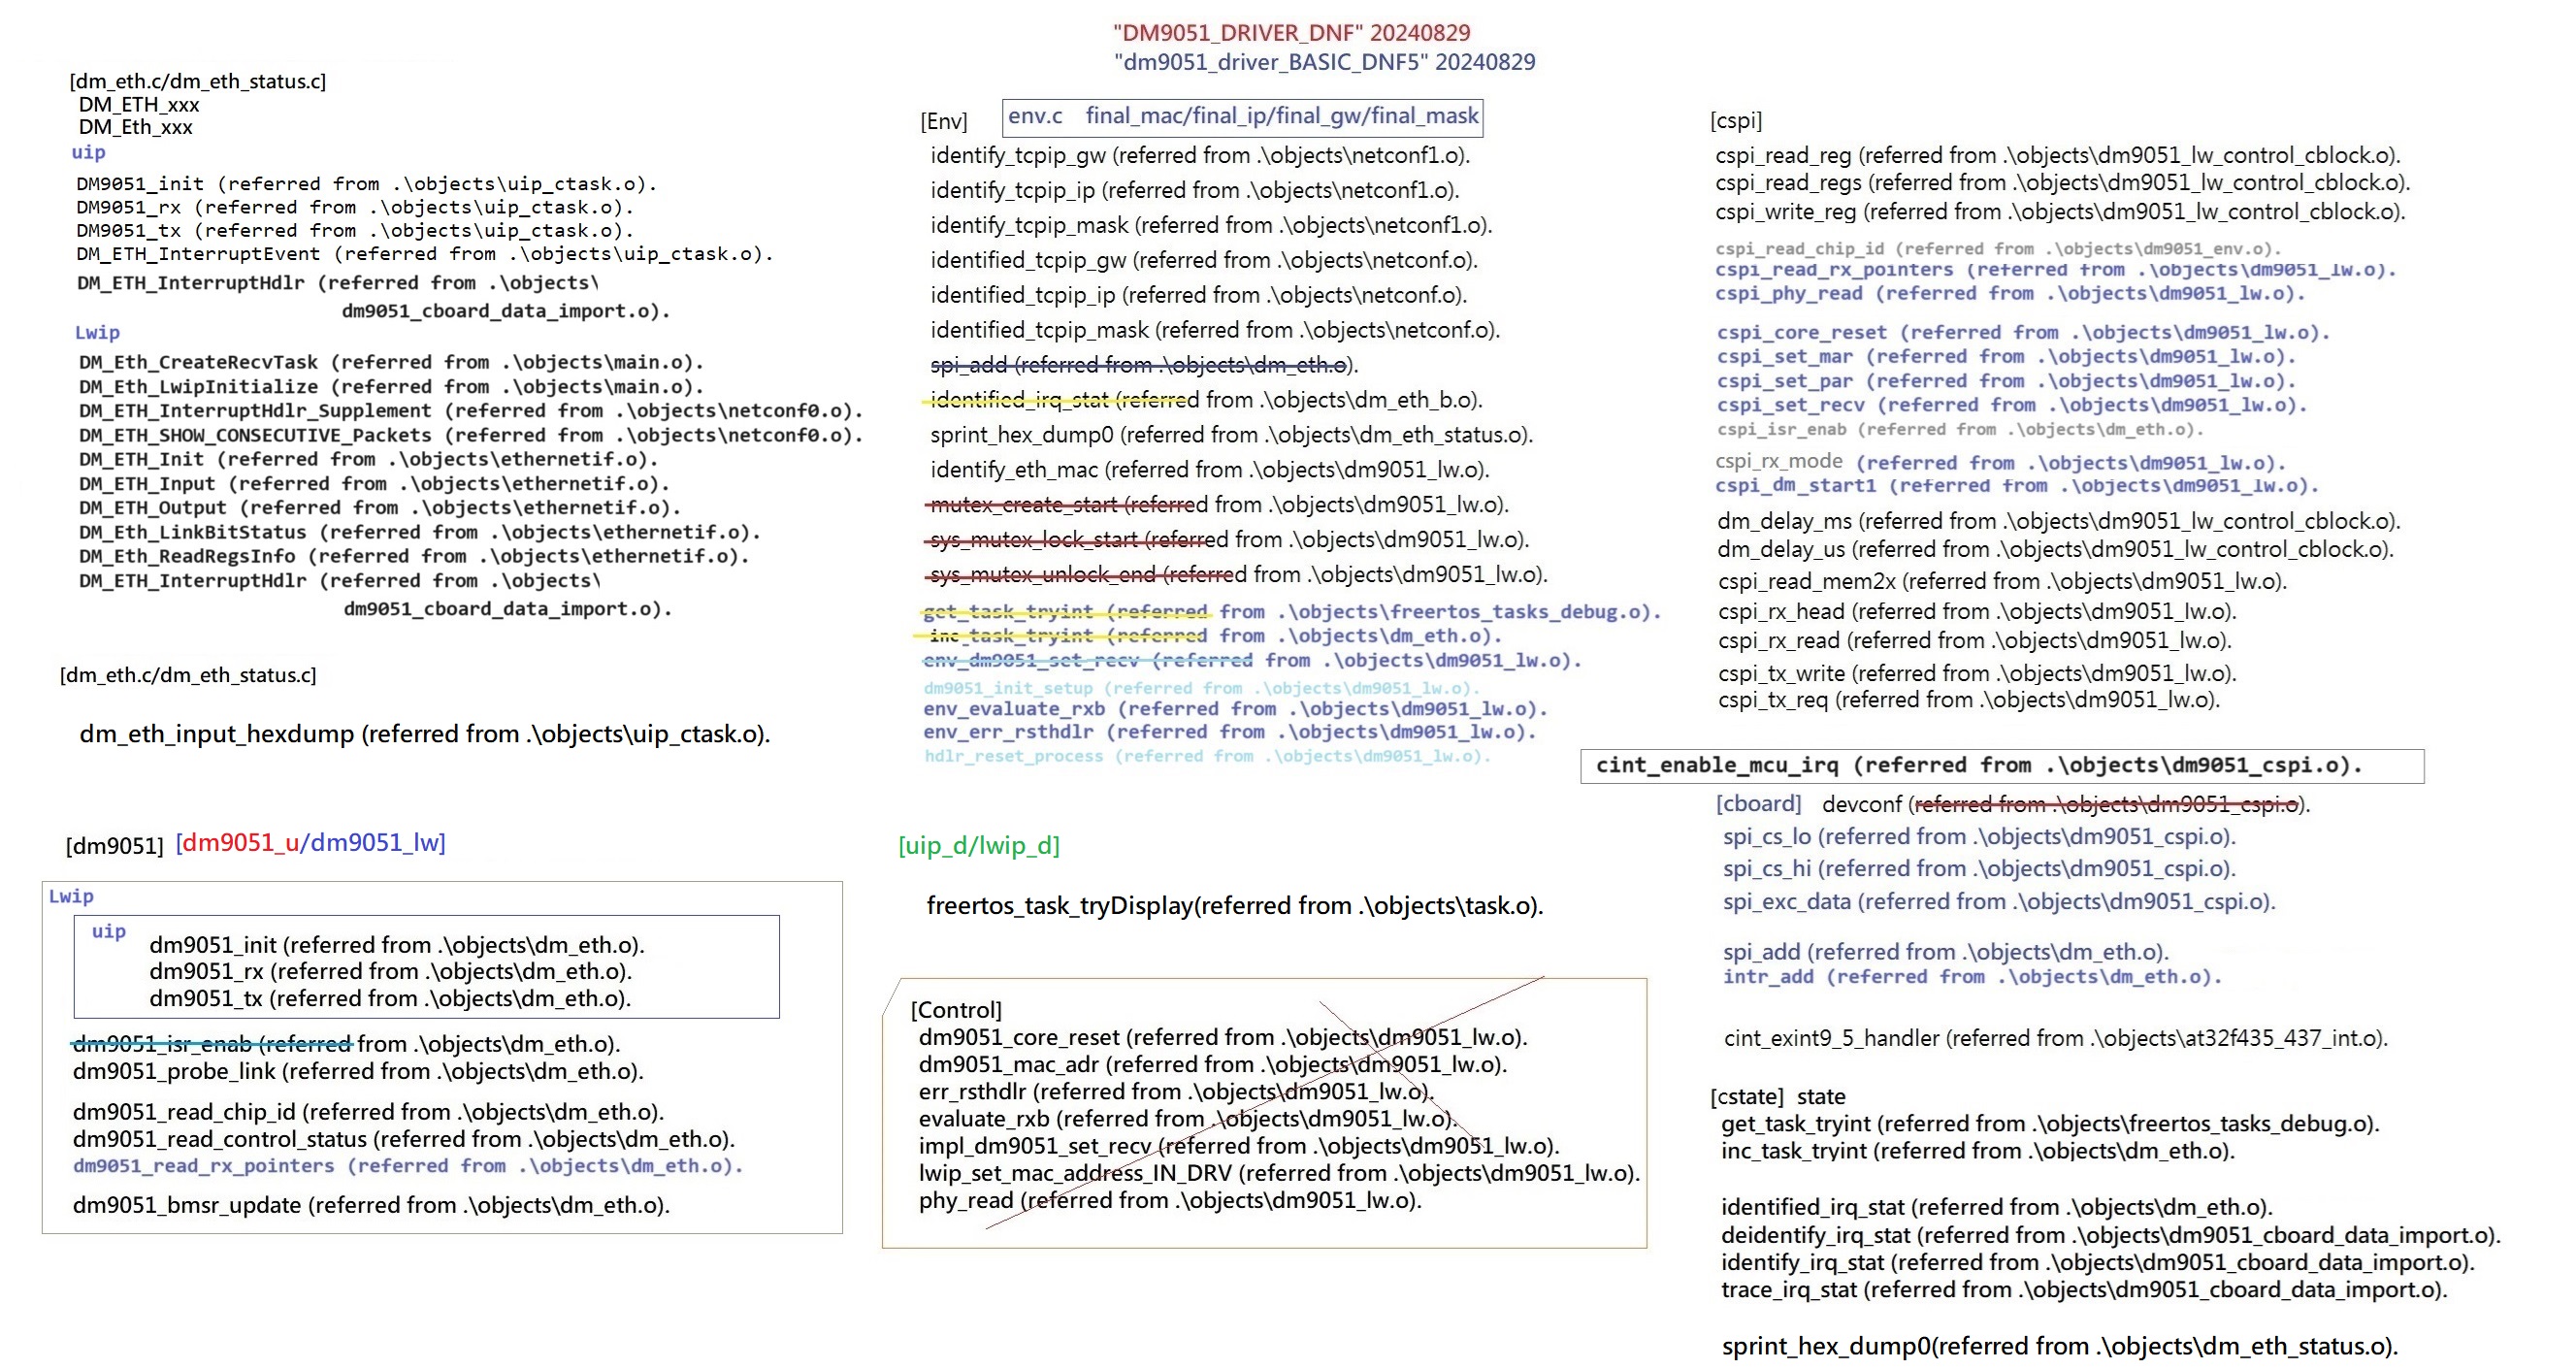 "DM9051_DRIVER_DNF" 20240829
"dm9051_driver_BASIC_DNF5" 20240829
[dm_eth.c/dm_eth_status.c]
DM_ETH_xxx
DM_Eth_xxx
uip
DM9051_init (referred from .\objects\uip_ctask.o).
DM9051_rx (referred from .\objects\uip_ctask.o).
DM9051_tx (referred from .\objects\uip_ctask.o).
DM_ETH_InterruptEvent (referred from .\objects\uip_ctask.o).
DM_ETH_InterruptHdlr (referred from .\objects\
dm9051_cboard_data_import.o).
Lwip
DM_Eth_CreateRecvTask (referred from .\objects\main.o).
DM_Eth_LwipInitialize (referred from .\objects\main.o).
DM_ETH_InterruptHdlr_Supplement (referred from .\objects\netconf0.o).
DM_ETH_SHOW_CONSECUTIVE_Packets (referred from .\objects\netconf0.o).
DM_ETH_Init (referred from .\objects\ethernetif.o).
DM_ETH_Input (referred from .\objects\ethernetif.o).
DM_ETH_Output (referred from .\objects\ethernetif.o).
DM_Eth_LinkBitStatus (referred from .\objects\ethernetif.o).
DM_Eth_ReadRegsInfo (referred from .\objects\ethernetif.o).
DM_ETH_InterruptHdlr (referred from .\objects\
dm9051_cboard_data_import.o).
[dm_eth.c/dm_eth_status.c]
dm_eth_input_hexdump (referred from .\objects\uip_ctask.o).
[dm9051] [dm9051_u/dm9051_lw]
Lwip
uip
dm9051_init (referred from .\objects\dm_eth.o).
dm9051_rx (referred from .\objects\dm_eth.o).
dm9051_tx (referred from .\objects\dm_eth.o).
dm9051_isr_enab (referred from .\objects\dm_eth.o).
dm9051_probe_link (referred from .\objects\dm_eth.o).
dm9051_read_chip_id (referred from .\objects\dm_eth.o).
dm9051_read_control_status (referred from .\objects\dm_eth.o).
dm9051_read_rx_pointers (referred from .\objects\dm_eth.o).
dm9051_bmsr_update (referred from .\objects\dm_eth.o).
[Env] env.c final_mac/final_ip/final_gw/final_mask
identify_tcpip_gw (referred from .\objects\netconf1.o).
identify_tcpip_ip (referred from .\objects\netconf1.o).
identify_tcpip_mask (referred from .\objects\netconf1.o).
identified_tcpip_gw (referred from .\objects\netconf.o).
identified_tcpip_ip (referred from .\objects\netconf.o).
identified_tcpip_mask (referred from .\objects\netconf.o).
spi_add (referred from .\objects\dm_eth.o).
identified_irq_stat (referred from .\objects\dm_eth_b.o).
sprint_hex_dump0 (referred from .\objects\dm_eth_status.o).
identify_eth_mac (referred from .\objects\dm9051_lw.o).
mutex_create_start (referred from .\objects\dm9051_lw.o).
sys_mutex_lock_start (referred from .\objects\dm9051_lw.o).
sys_mutex_unlock_end (referred from .\objects\dm9051_lw.o).
get_task_tryint (referred from .\objects\freertos_tasks_debug.o).
inc_task_tryint (referred from .\objects\dm_eth.o).
env_dm9051_set_recv (referred from .\objects\dm9051_lw.o).
dm9051_init_setup (referred from .\objects\dm9051_lw.o).
env_evaluate_rxb (referred from .\objects\dm9051_lw.o).
env_err_rsthdlr (referred from .\objects\dm9051_lw.o).
hdlr_reset_process (referred from .\objects\dm9051_lw.o).
[uip_d/lwip_d]
freertos_task_tryDisplay(referred from .\objects\task.o).
[Control]
dm9051_core_reset (referred from .\objects\dm9051_lw.o).
dm9051_mac_adr (referred from .\objects\dm9051_lw.o).
err_rsthdlr (referred from .\objects\dm9051_lw.o).
evaluate_rxb (referred from .\objects\dm9051_lw.o).
impl_dm9051_set_recv (referred from .\objects\dm9051_lw.o).
lwip_set_mac_address_IN_DRV (referred from .\objects\dm9051_lw.o).
phy_read (referred from .\objects\dm9051_lw.o).
[cspi]
cspi_read_reg (referred from .\objects\dm9051_lw_control_cblock.o).
cspi_read_regs (referred from .\objects\dm9051_lw_control_cblock.o).
cspi_write_reg (referred from .\objects\dm9051_lw_control_cblock.o).
cspi_read_chip_id (referred from .\objects\dm9051_env.o).
cspi_read_rx_pointers (referred from .\objects\dm9051_lw.o).
cspi_phy_read (referred from .\objects\dm9051_lw.o).
cspi_core_reset (referred from .\objects\dm9051_lw.o).
cspi_set_mar (referred from .\objects\dm9051_lw.o).
cspi_set_par (referred from .\objects\dm9051_lw.o).
cspi_set_recv (referred from .\objects\dm9051_lw.o).
cspi_isr_enab (referred from .\objects\dm_eth.o).
cspi_rx_mode (referred from .\objects\dm9051_lw.o).
cspi_dm_start1 (referred from .\objects\dm9051_lw.o).
dm_delay_ms (referred from .\objects\dm9051_lw_control_cblock.o).
dm_delay_us (referred from .\objects\dm9051_lw_control_cblock.o).
cspi_read_mem2x (referred from .\objects\dm9051_lw.o).
cspi_rx_head (referred from .\objects\dm9051_lw.o).
cspi_rx_read (referred from .\objects\dm9051_lw.o).
cspi_tx_write (referred from .\objects\dm9051_lw.o).
cspi_tx_req (referred from .\objects\dm9051_lw.o).
cint_enable_mcu_irq (referred from .\objects\dm9051_cspi.o).
[cboard] devconf (referred from .\objects\dm9051_cspi.o).
spi_cs_lo (referred from .\objects\dm9051_cspi.o).
spi_cs_hi (referred from .\objects\dm9051_cspi.o).
spi_exc_data (referred from .\objects\dm9051_cspi.o).
spi_add (referred from .\objects\dm_eth.o).
intr_add (referred from .\objects\dm_eth.o).
cint_exint9_5_handler (referred from .\objects\at32f435_437_int.o).
[cstate] state
get_task_tryint (referred from .\objects\freertos_tasks_debug.o).
inc_task_tryint (referred from .\objects\dm_eth.o).
identified_irq_stat (referred from .\objects\dm_eth.o).
deidentify_irq_stat (referred from .\objects\dm9051_cboard_data_import.o).
identify_irq_stat (referred from .\objects\dm9051_cboard_data_import.o).
trace_irq_stat (referred from .\objects\dm9051_cboard_data_import.o).
sprint_hex_dump0(referred from .\objects\dm_eth_status.o).